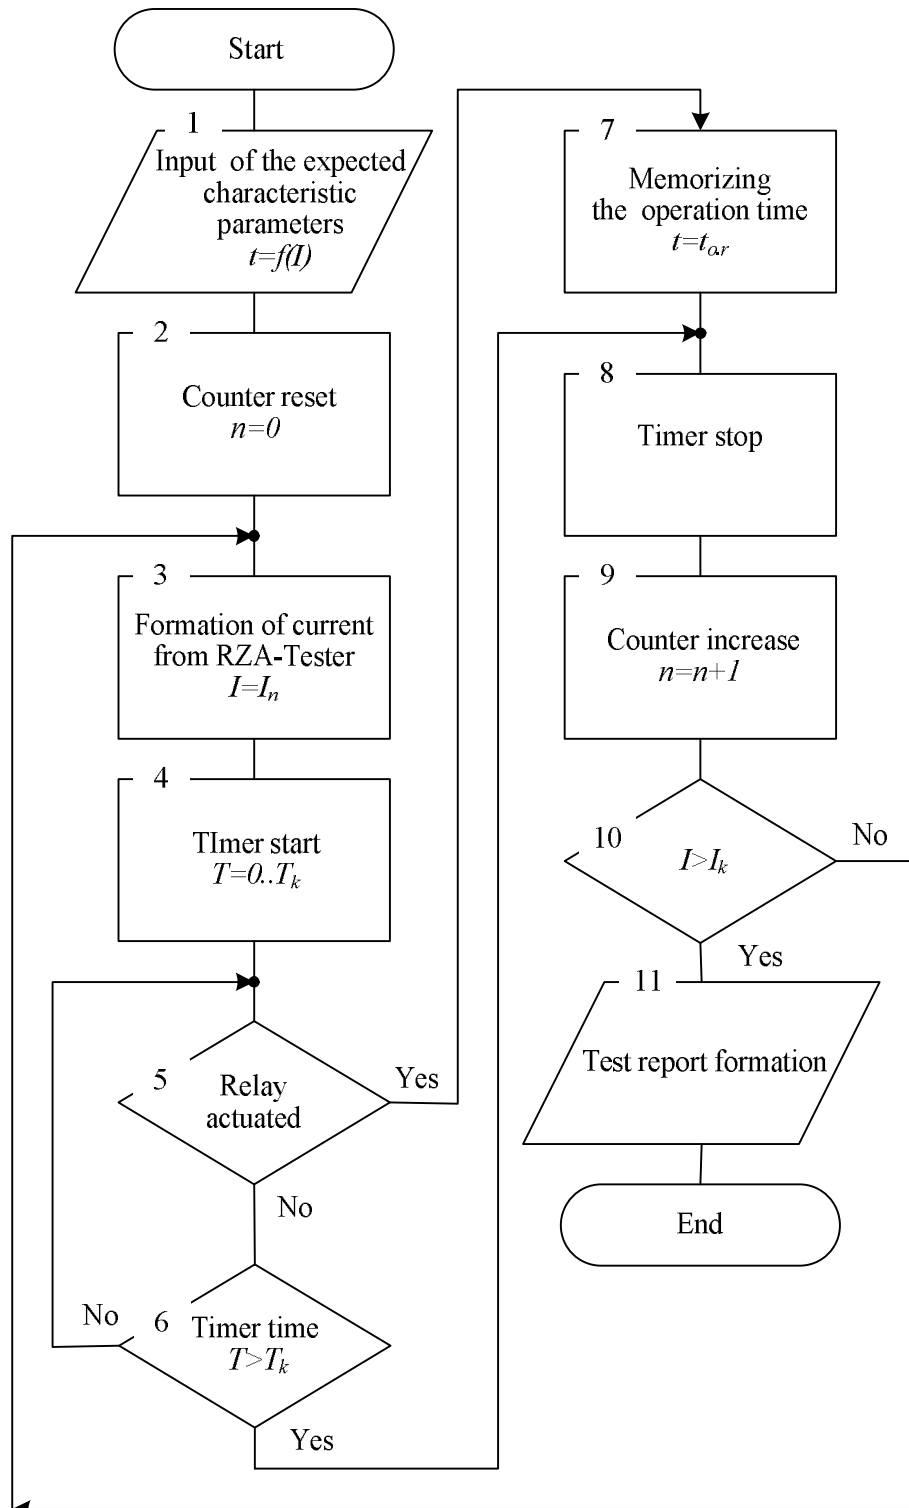 Start
1
Input of the expected
characteristic
parameters
t=f(I)
2
Counter reset
n=0
3
Formation of current
from RZA-Tester
I=Iₙ
4
TImer start
T=0..Tₖ
5
Relay
actuated
Yes
No
6
Timer time
T>Tₖ
No
Yes
7
Memorizing
the operation time
t=t_o.r
8
Timer stop
9
Counter increase
n=n+1
10
I>Iₖ
No
Yes
11
Test report formation
End